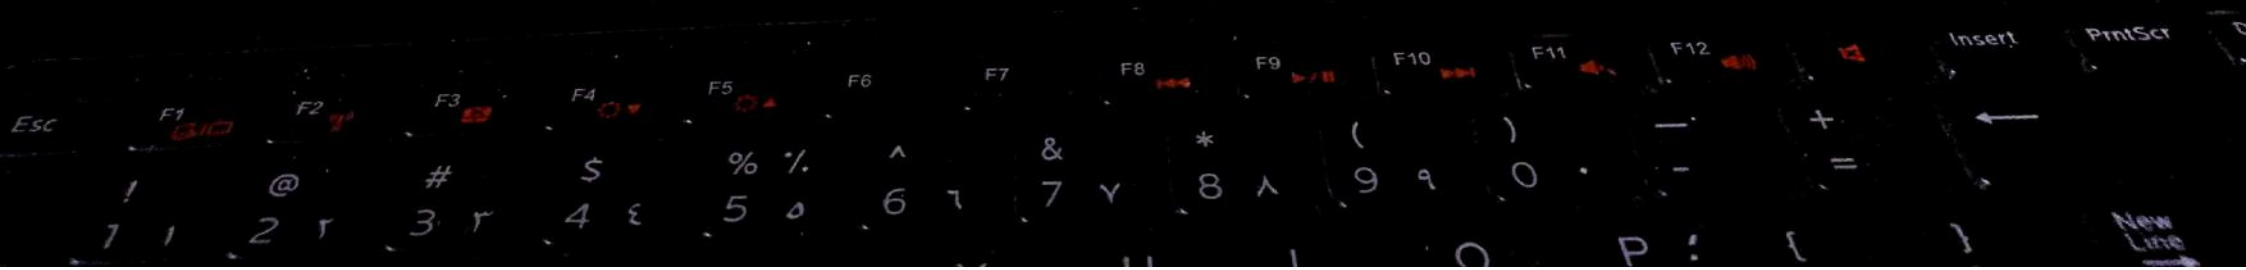 Esc F1 F2 F3 F4 F5 F6 F7 F8 F9 F10 F11 F12 Insert PrntScr
! @ # $ % ٪ ^ & * ( ) _ +
1 ١ 2 ٢ 3 ٣ 4 ٤ 5 ٥ 6 ٦ 7 ٧ 8 ٨ 9 ٩ 0 ٠ - =
O P { } New
Line